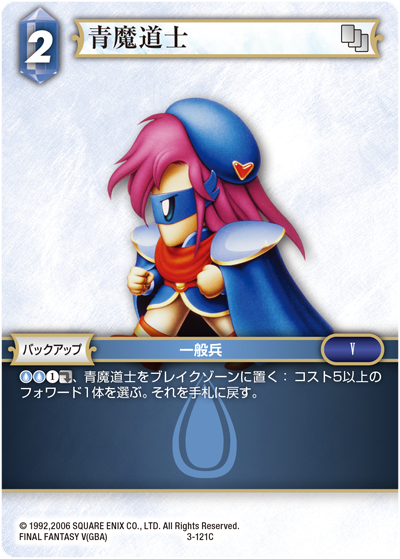 2
青魔道士
バックアップ
一般兵
V
1、青魔道士をブレイクゾーンに置く：コスト5以上の
フォワード1体を選ぶ。それを手札に戻す。
© 1992,2006 SQUARE ENIX CO., LTD. All Rights Reserved.
FINAL FANTASY V(GBA)
3-121C